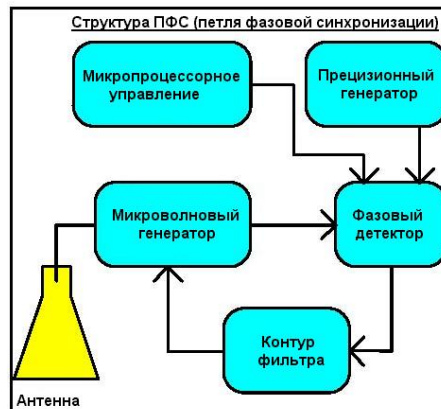 Структура ПФС (петля фазовой синхронизации)
Микропроцессорное
управление
Прецизионный
генератор
Микроволновый
генератор
Фазовый
детектор
Контур
фильтра
Антенна